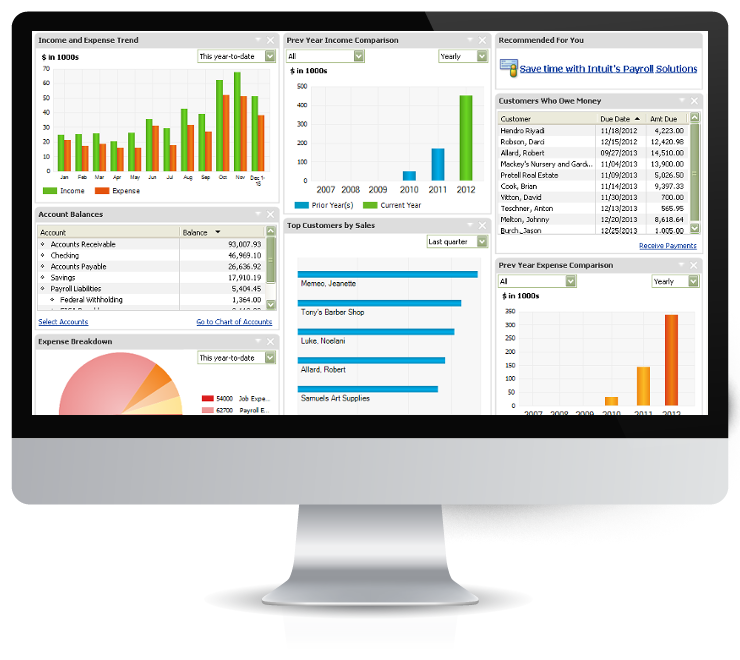 Income and Expense Trend
$ in 1000s
This year-to-date
70
60
50
40
30
20
10
0
Jan Feb Mar Apr May Jun Jul Aug Sep Oct Nov Dec 1-
18
Income Expense
Account Balances
Account Balance
Accounts Receivable 93,007.93
Checking 46,969.10
Accounts Payable 26,636.92
Savings 17,910.19
Payroll Liabilities 5,404.45
Federal Withholding 1,364.00
Select Accounts Go to Chart of Accounts
Expense Breakdown
This year-to-date
54000 Job Expe...
62700 Payroll E...
Prev Year Income Comparison
All Yearly
$ in 1000s
500
400
300
200
100
0
2007 2008 2009 2010 2011 2012
Prior Year(s) Current Year
Top Customers by Sales
Last quarter
Memeo, Jeanette
Tony's Barber Shop
Luke, Noelani
Allard, Robert
Samuels Art Supplies
Recommended For You
Save time with Intuit's Payroll Solutions
Customers Who Owe Money
Customer Due Date Amt Due
Hendro Riyadi 11/18/2012 4,223.00
Robson, Darci 12/15/2012 12,420.98
Allard, Robert 09/27/2013 14,510.00
Mackey's Nursery and Gard... 11/04/2013 13,900.00
Pretell Real Estate 11/09/2013 5,026.50
Cook, Brian 11/14/2013 9,397.33
Vitton, David 11/30/2013 700.00
Teschner, Anton 12/13/2013 565.95
Melton, Johnny 12/20/2013 8,618.64
Burch, Jason 12/25/2013 1,005.00
Receive Payments
Prev Year Expense Comparison
All Yearly
$ in 1000s
350
300
250
200
150
100
50
0
2007 2008 2009 2010 2011 2012